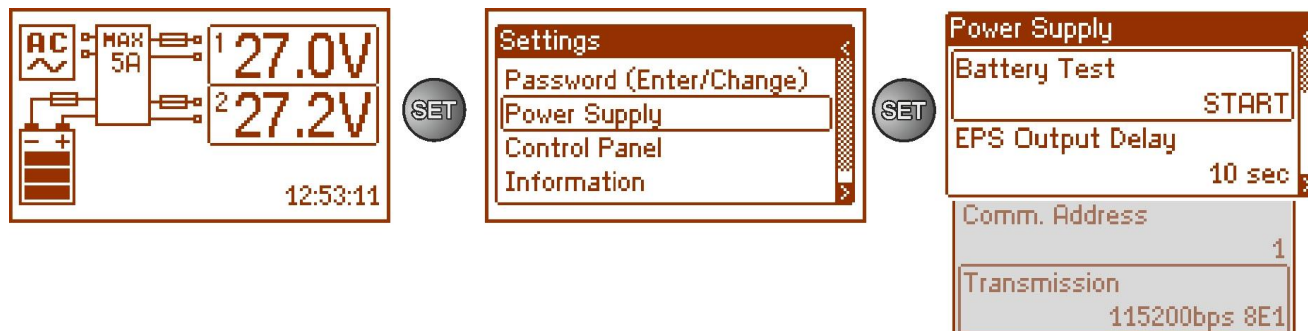 AC
MAX
5A
1 27.0V
2 27.2V
- +
12:53:11
SET
Settings
<
Password (Enter/Change)
Power Supply
Control Panel
Information
>
SET
Power Supply
<
Battery Test
START
EPS Output Delay
10 sec
>
Comm. Address
1
Transmission
115200bps 8E1